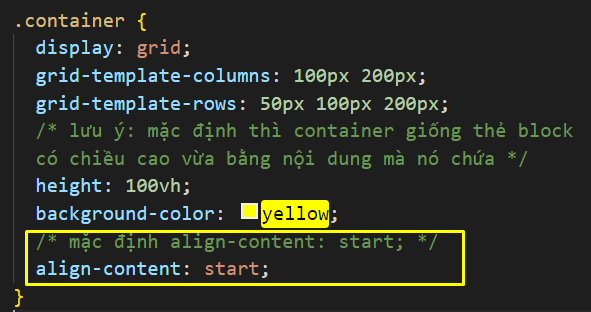 .container {
display: grid;
grid-template-columns: 100px 200px;
grid-template-rows: 50px 100px 200px;
/* lưu ý: mặc định thì container giống thẻ block
có chiều cao vừa bằng nội dung mà nó chứa */
height: 100vh;
background-color: yellow;
/* mặc định align-content: start; */
align-content: start;
}